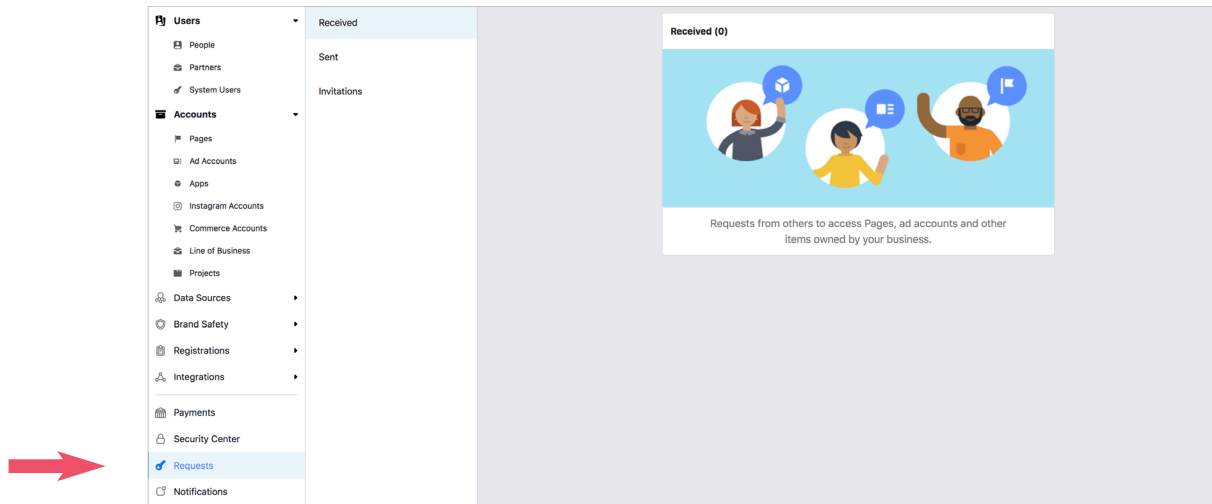 Users
People
Partners
System Users
Accounts
Pages
Ad Accounts
Apps
Instagram Accounts
Commerce Accounts
Line of Business
Projects
Data Sources
Brand Safety
Registrations
Integrations
Payments
Security Center
Requests
Notifications
Received
Sent
Invitations
Received (0)
Requests from others to access Pages, ad accounts and other
items owned by your business.